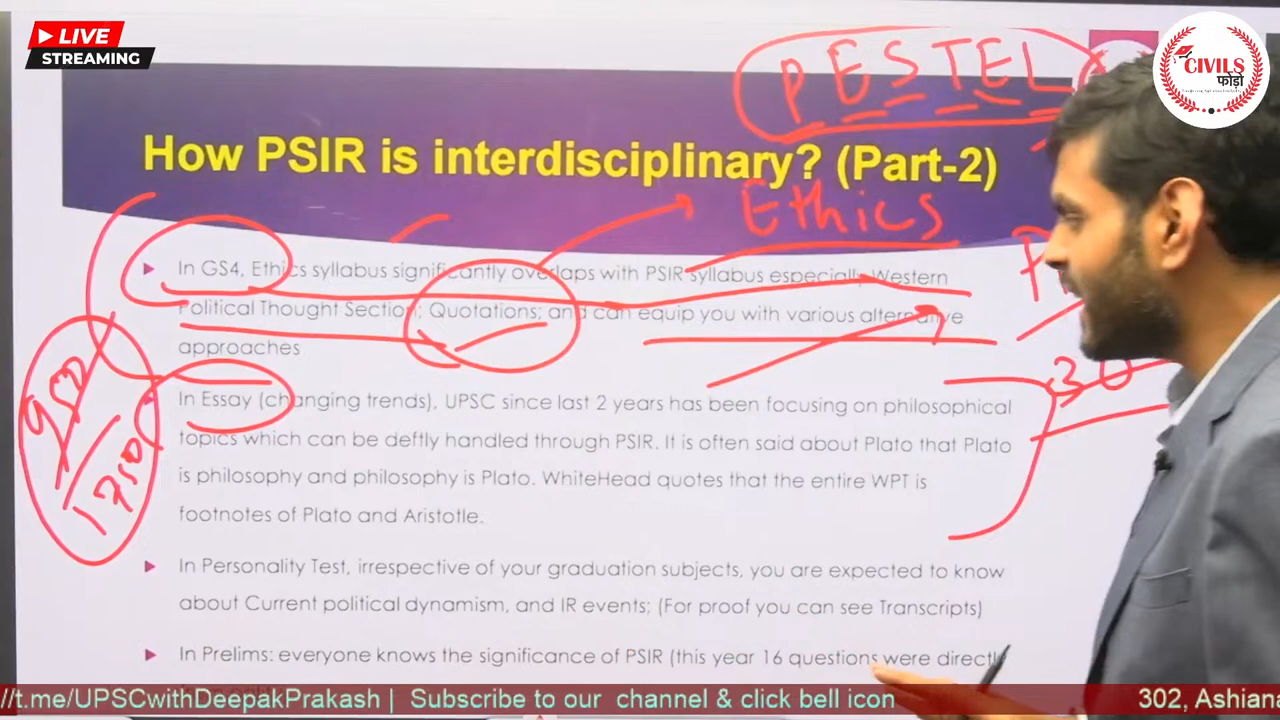 LIVE
STREAMING
PESTEL
CIVILS
फोड़ो
How PSIR is interdisciplinary? (Part-2)
Ethics
In GS4, Ethics syllabus significantly overlaps with PSIR syllabus especially Western
Political Thought Section; Quotations; and can equip you with various alternative
approaches
30
950
1750
In Essay (changing trends), UPSC since last 2 years has been focusing on philosophical
topics which can be deftly handled through PSIR. It is often said about Plato that Plato
is philosophy and philosophy is Plato. WhiteHead quotes that the entire WPT is
footnotes of Plato and Aristotle.
In Personality Test, irrespective of your graduation subjects, you are expected to know
about Current political dynamism, and IR events; (For proof you can see Transcripts)
In Prelims: everyone knows the significance of PSIR (this year 16 questions were directly
//t.me/UPSCwithDeepakPrakash | Subscribe to our channel & click bell icon 302, Ashiana